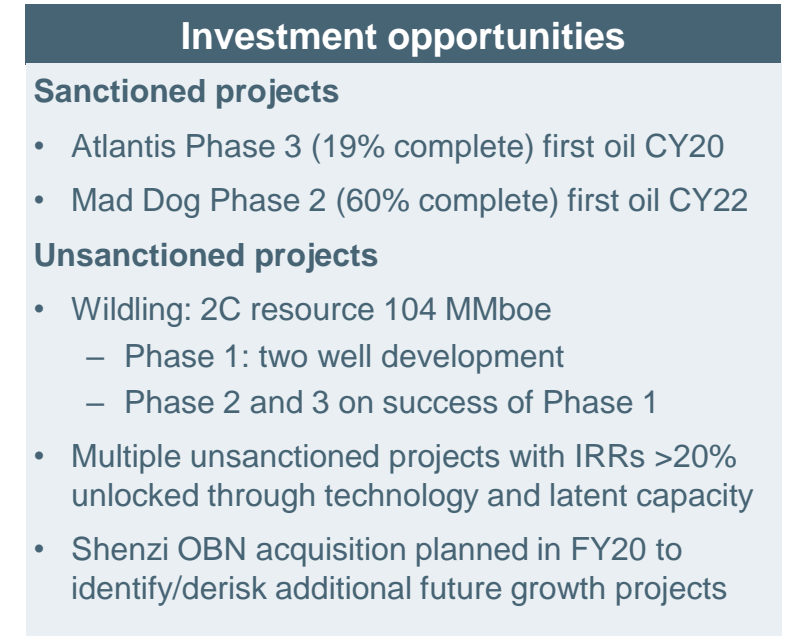 Investment opportunities
Sanctioned projects
• Atlantis Phase 3 (19% complete) first oil CY20
• Mad Dog Phase 2 (60% complete) first oil CY22
Unsanctioned projects
• Wildling: 2C resource 104 MMboe
– Phase 1: two well development
– Phase 2 and 3 on success of Phase 1
• Multiple unsanctioned projects with IRRs >20%
unlocked through technology and latent capacity
• Shenzi OBN acquisition planned in FY20 to
identify/derisk additional future growth projects